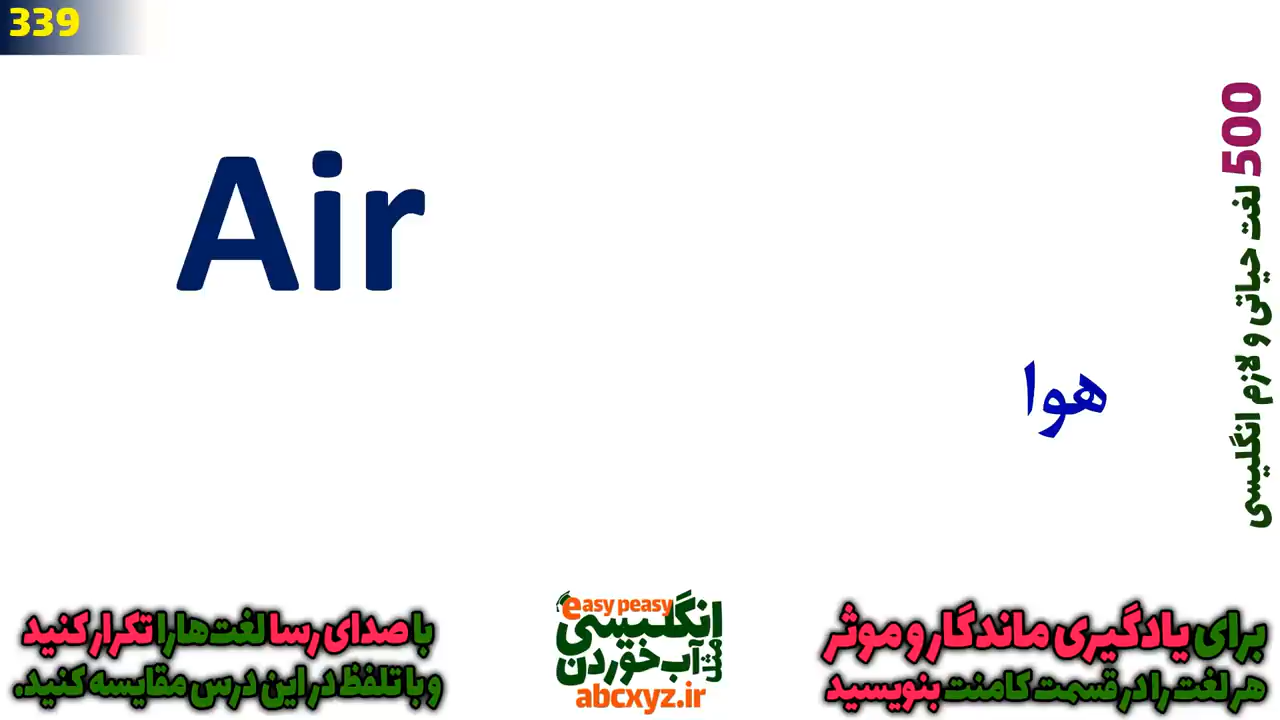 339
Air
هوا
500 لغت حیاتی و لازم انگلیسی
برای یادگیری ماندگار و موثر
هر لغت را در قسمت کامنت بنویسید
easy peasy
انگلیسی
مثل
آب خوردن
abcxyz.ir
با صدای رسا لغت‌ها را تکرار کنید
و با تلفظ در این درس مقایسه کنید.